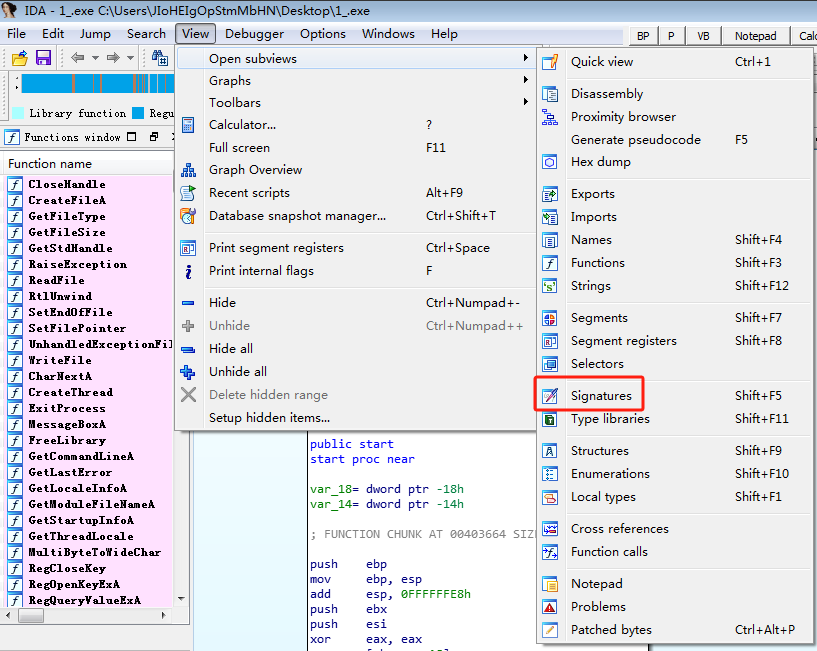 IDA - 1_.exe C:\Users\JIoHEIgOpStmMbHN\Desktop\1_.exe
File Edit Jump Search View Debugger Options Windows Help
BP P VB Notepad Calc
Library function Regu
Functions window
Function name
CloseHandle
CreateFileA
GetFileType
GetFileSize
GetStdHandle
RaiseException
ReadFile
RtlUnwind
SetEndOfFile
SetFilePointer
UnhandledExceptionFil
WriteFile
CharNextA
CreateThread
ExitProcess
MessageBoxA
FreeLibrary
GetCommandLineA
GetLastError
GetLocaleInfoA
GetModuleFileNameA
GetStartupInfoA
GetThreadLocale
MultiByteToWideChar
RegCloseKey
RegOpenKeyExA
RegQueryValueExA
Open subviews
Graphs
Toolbars
Calculator... ?
Full screen F11
Graph Overview
Recent scripts Alt+F9
Database snapshot manager... Ctrl+Shift+T
Print segment registers Ctrl+Space
Print internal flags F
Hide Ctrl+Numpad+-
Unhide Ctrl+Numpad++
Hide all
Unhide all
Delete hidden range
Setup hidden items...
Quick view Ctrl+1
Disassembly
Proximity browser
Generate pseudocode F5
Hex dump
Exports
Imports
Names Shift+F4
Functions Shift+F3
Strings Shift+F12
Segments Shift+F7
Segment registers Shift+F8
Selectors
Signatures Shift+F5
Type libraries Shift+F11
Structures Shift+F9
Enumerations Shift+F10
Local types Shift+F1
Cross references
Function calls
Notepad
Problems
Patched bytes Ctrl+Alt+P
public start
start proc near
var_18= dword ptr -18h
var_14= dword ptr -14h
; FUNCTION CHUNK AT 00403664 SIZE
push ebp
mov ebp, esp
add esp, 0FFFFFFE8h
push ebx
push esi
xor eax, eax